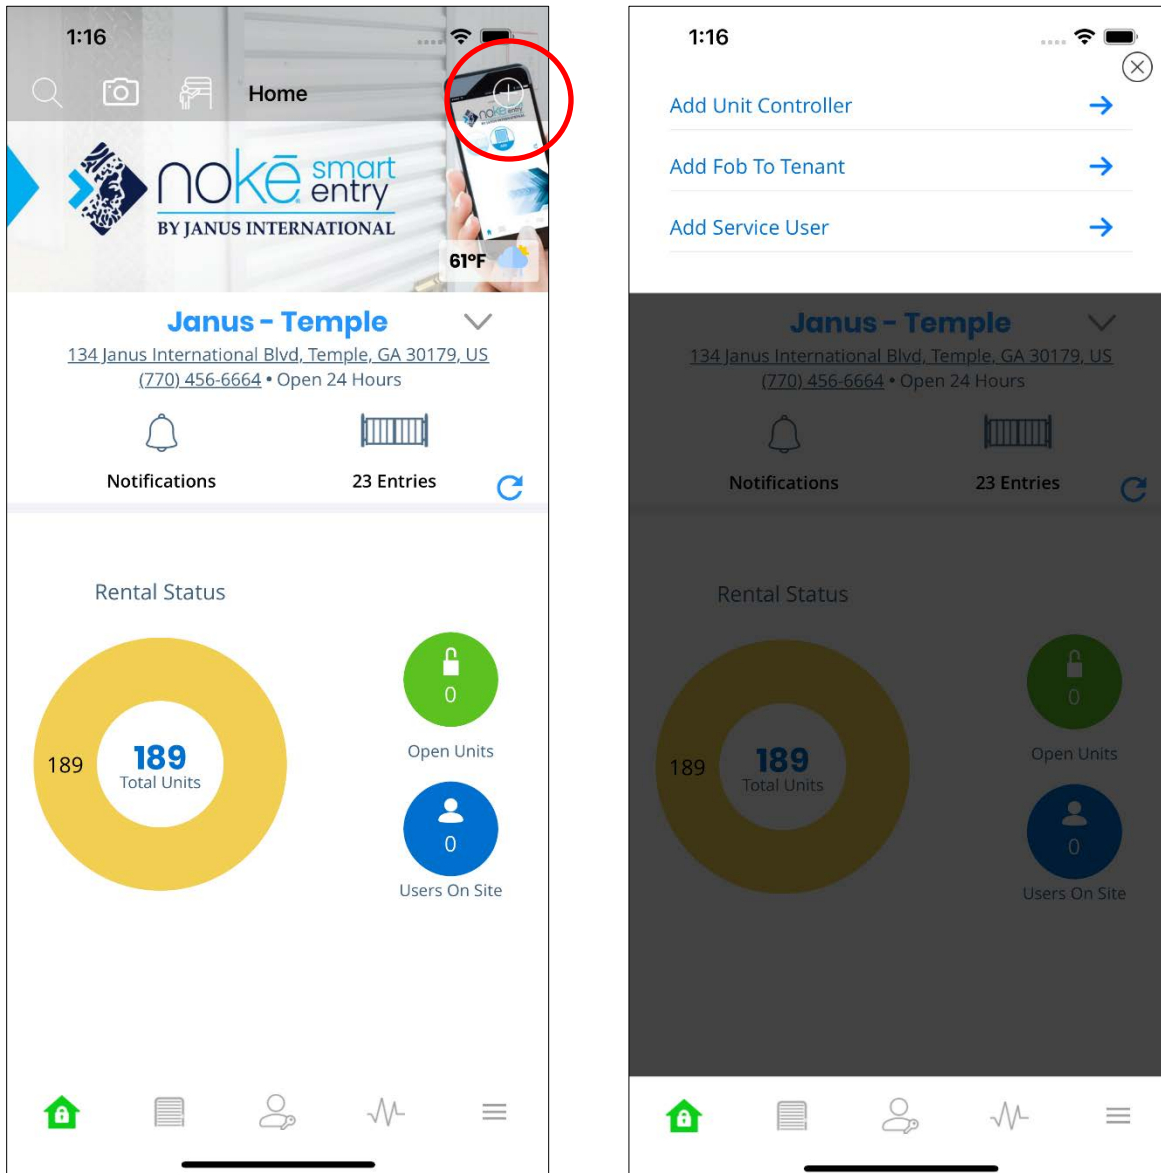 1:16
Home
nokē smart entry
BY JANUS INTERNATIONAL
61°F
Janus - Temple
134 Janus International Blvd, Temple, GA 30179, US
(770) 456-6664 • Open 24 Hours
Notifications
23 Entries
Rental Status
189
189
Total Units
0
Open Units
0
Users On Site
1:16
Add Unit Controller
Add Fob To Tenant
Add Service User
Janus - Temple
134 Janus International Blvd, Temple, GA 30179, US
(770) 456-6664 • Open 24 Hours
Notifications
23 Entries
Rental Status
189
189
Total Units
0
Open Units
0
Users On Site